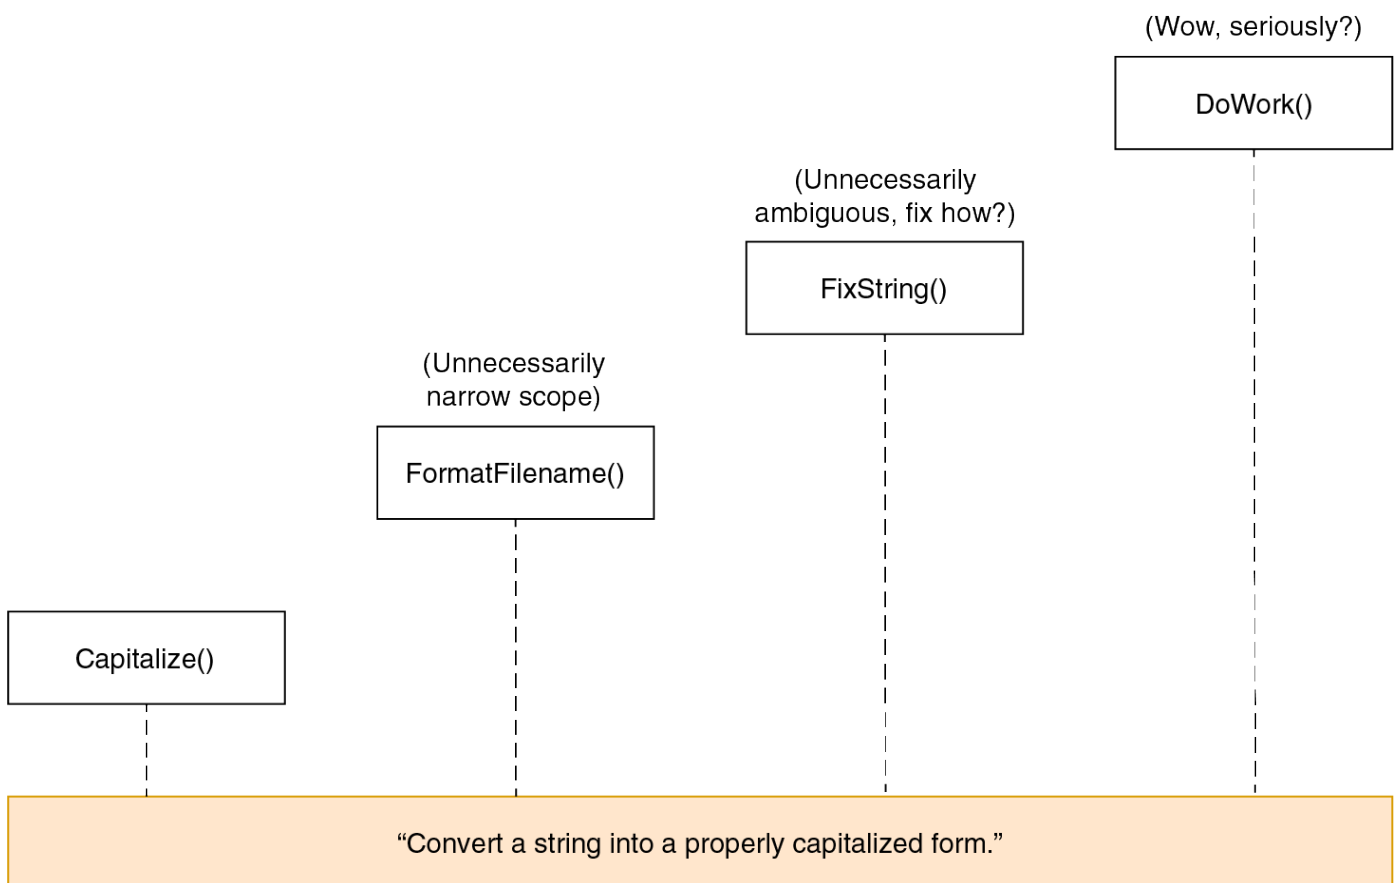 (Wow, seriously?)
DoWork()
(Unnecessarily
ambiguous, fix how?)
FixString()
(Unnecessarily
narrow scope)
FormatFilename()
Capitalize()
“Convert a string into a properly capitalized form.”